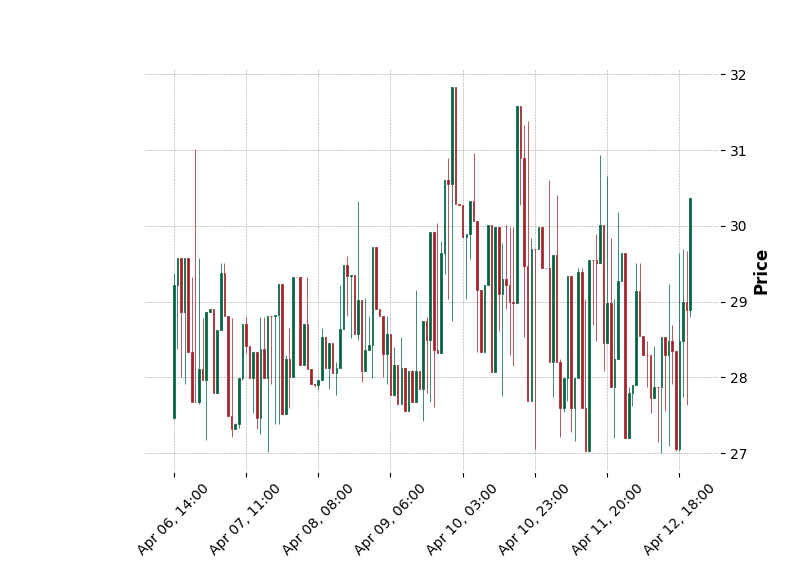 32
31
30
29
28
27
Price
Apr 06, 14:00
Apr 07, 11:00
Apr 08, 08:00
Apr 09, 06:00
Apr 10, 03:00
Apr 10, 23:00
Apr 11, 20:00
Apr 12, 18:00